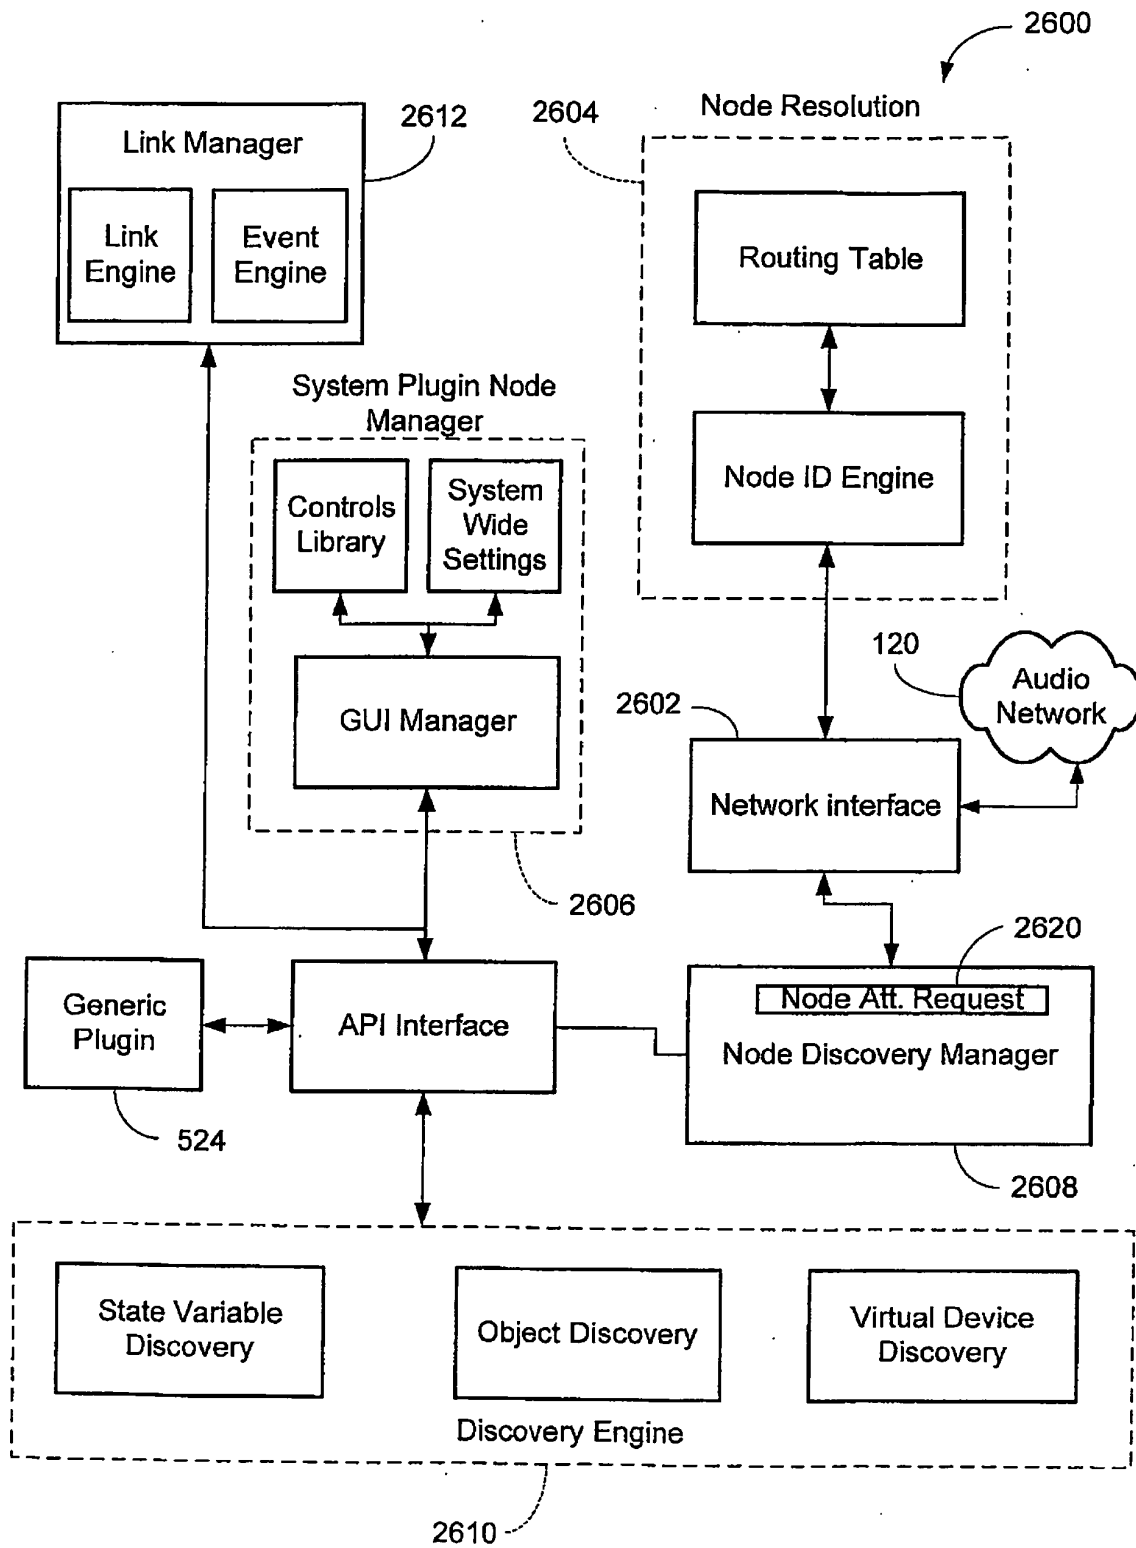 2600
2612
2604
Node Resolution
Link Manager
Link
Engine
Event
Engine
Routing Table
System Plugin Node
Manager
Controls
Library
System
Wide
Settings
Node ID Engine
GUI Manager
120
Audio
Network
2602
Network interface
2606
2620
Generic
Plugin
API Interface
Node Att. Request
Node Discovery Manager
524
2608
State Variable
Discovery
Object Discovery
Virtual Device
Discovery
Discovery Engine
2610